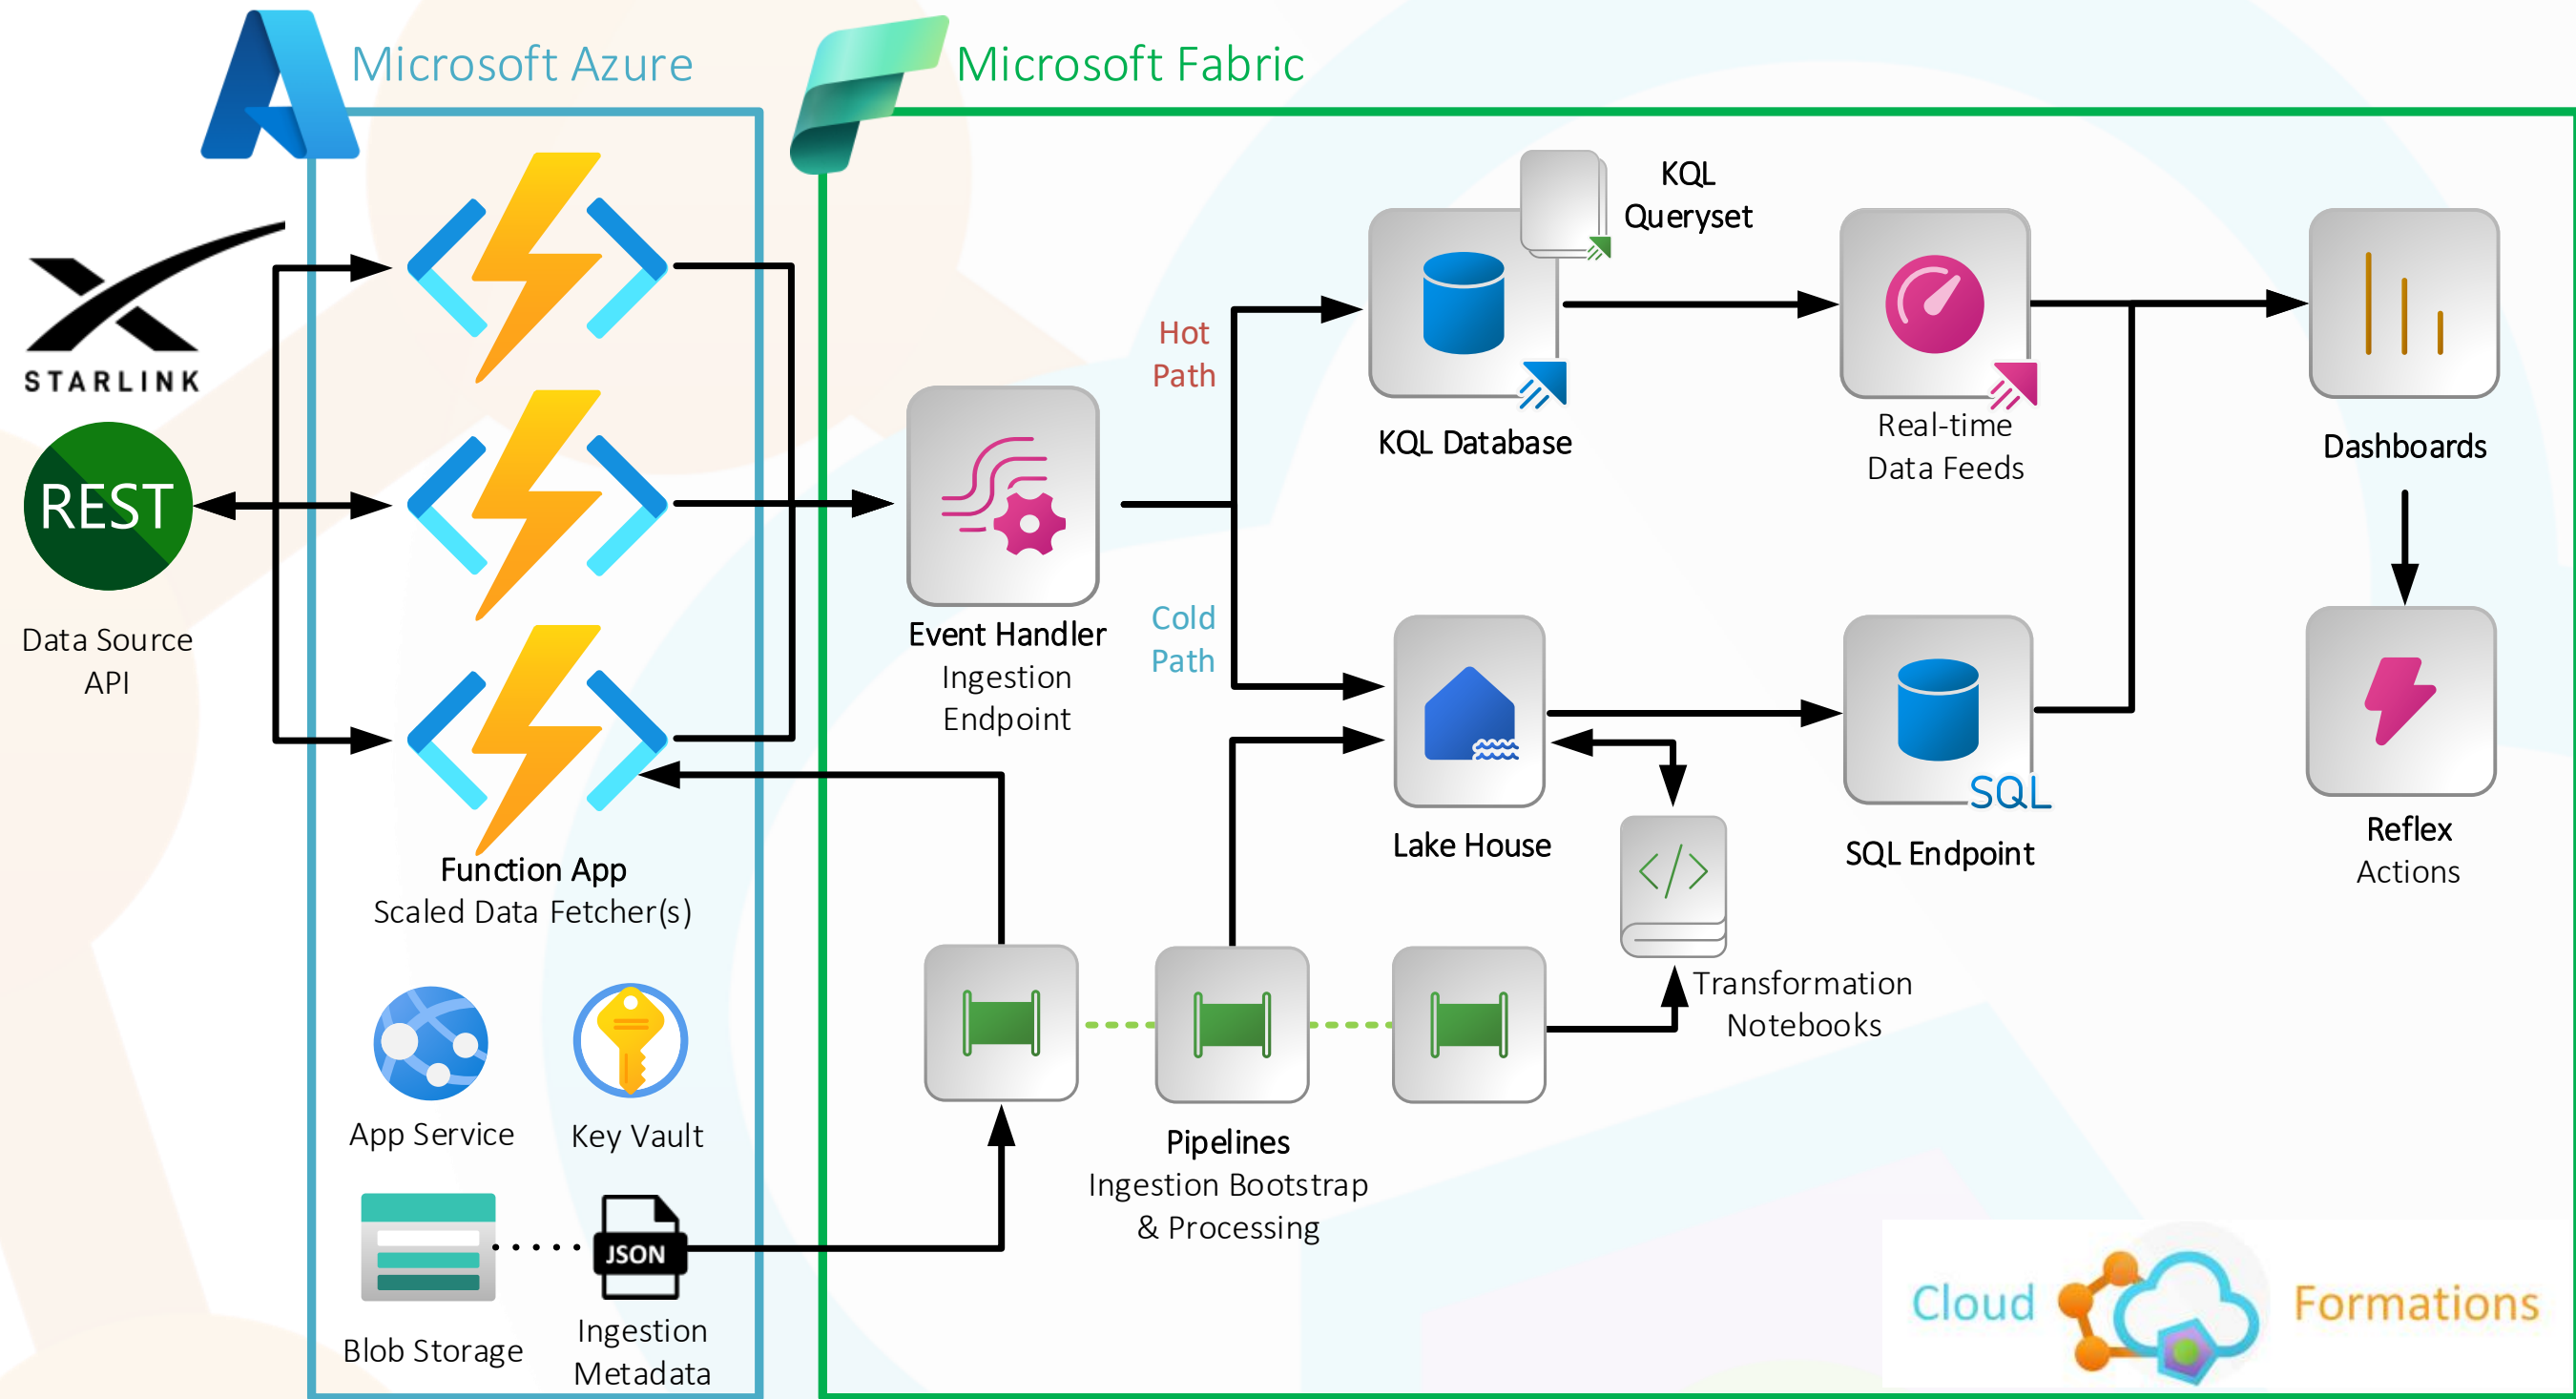 Microsoft Azure
Microsoft Fabric
STARLINK
REST
Data Source
API
Function App
Scaled Data Fetcher(s)
App Service
Key Vault
Blob Storage
JSON
Ingestion
Metadata
Event Handler
Ingestion
Endpoint
Hot
Path
Cold
Path
KQL
Queryset
KQL Database
Real-time
Data Feeds
Dashboards
Lake House
SQL
SQL Endpoint
Reflex
Actions
Transformation
Notebooks
Pipelines
Ingestion Bootstrap
& Processing
Cloud Formations